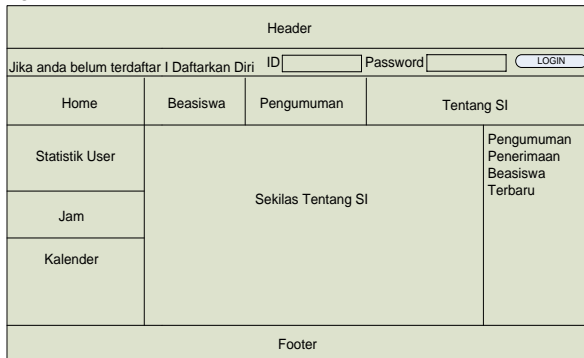 Header
Jika anda belum terdaftar I Daftarkan Diri ID Password LOGIN
Home Beasiswa Pengumuman Tentang SI
Statistik User
Jam
Kalender
Sekilas Tentang SI
Pengumuman
Penerimaan
Beasiswa
Terbaru
Footer